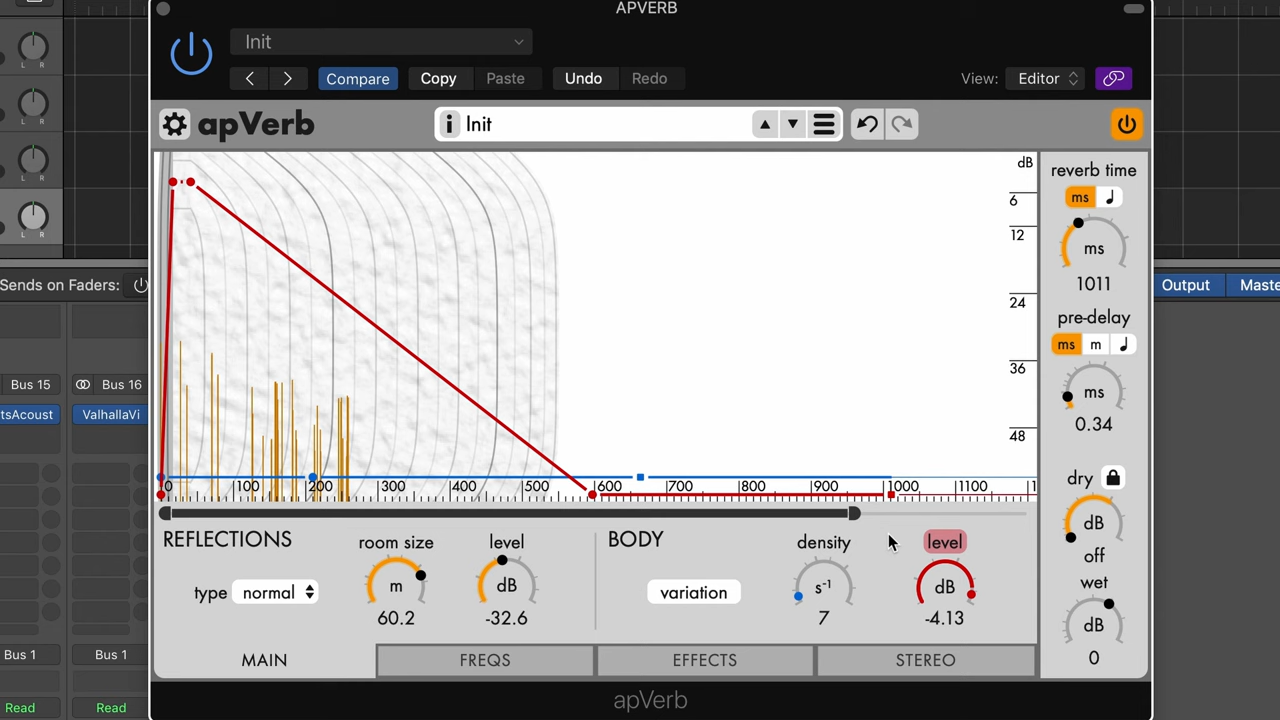 APVERB
Init
Compare Copy Paste Undo Redo View: Editor
apVerb i Init
dB
6
12
24
36
48
0 100 200 300 400 500 600 700 800 900 1000 1100 1
reverb time
ms
ms
1011
pre-delay
ms m
ms
0.34
dry
dB
off
wet
dB
0
REFLECTIONS
type normal
room size
m
60.2
level
dB
-32.6
BODY
variation
density
s⁻¹
7
level
dB
-4.13
MAIN FREQS EFFECTS STEREO
apVerb
L R
L R
L R
L R
Sends on Faders:
Bus 15 Bus 16
tsAcoust ValhallaVi
Bus 1 Bus 1
Read Read
Output Maste